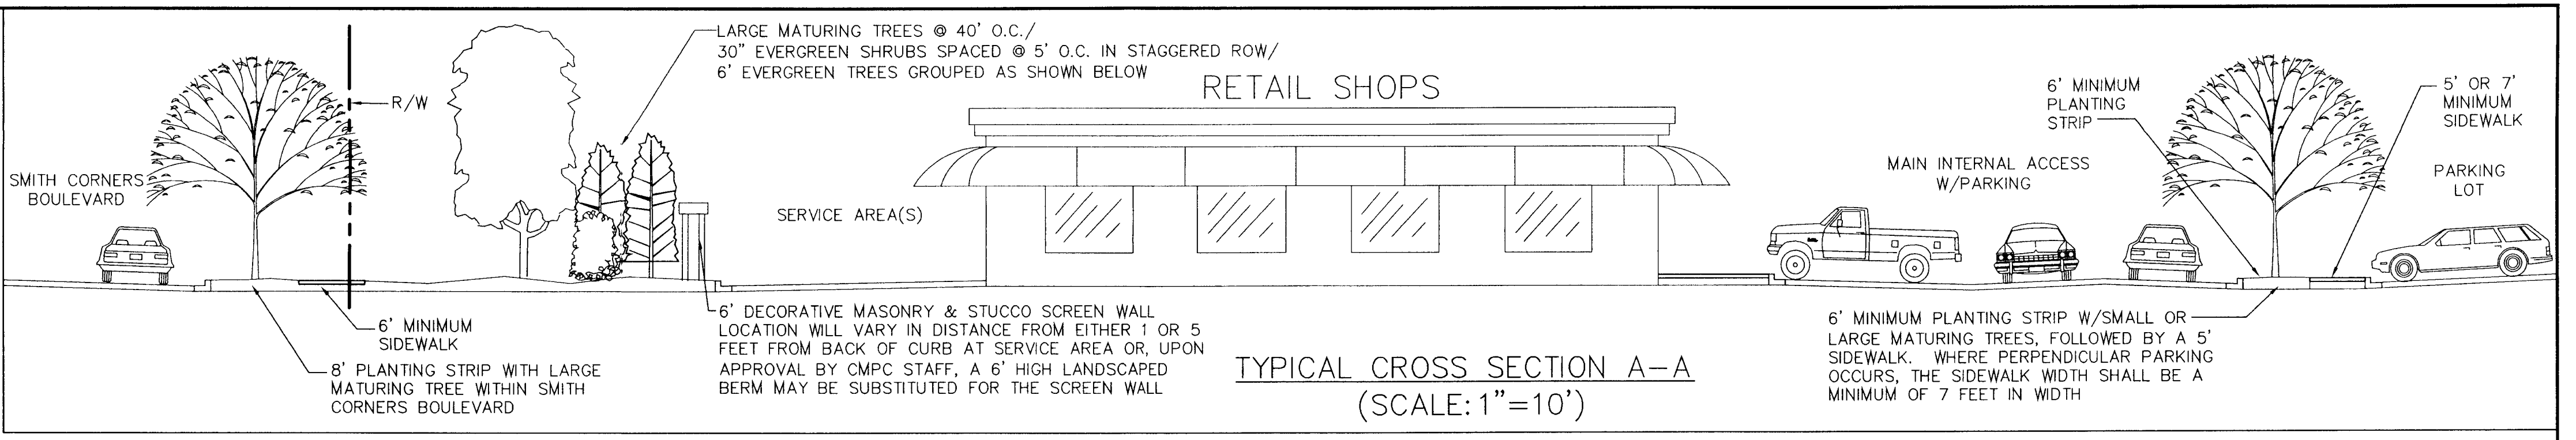 LARGE MATURING TREES @ 40' O.C./
30" EVERGREEN SHRUBS SPACED @ 5' O.C. IN STAGGERED ROW/
6' EVERGREEN TREES GROUPED AS SHOWN BELOW
RETAIL SHOPS
R/W
SMITH CORNERS
BOULEVARD
SERVICE AREA(S)
MAIN INTERNAL ACCESS
W/PARKING
6' MINIMUM
PLANTING
STRIP
5' OR 7'
MINIMUM
SIDEWALK
PARKING
LOT
6' MINIMUM
SIDEWALK
8' PLANTING STRIP WITH LARGE
MATURING TREE WITHIN SMITH
CORNERS BOULEVARD
6' DECORATIVE MASONRY & STUCCO SCREEN WALL
LOCATION WILL VARY IN DISTANCE FROM EITHER 1 OR 5
FEET FROM BACK OF CURB AT SERVICE AREA OR, UPON
APPROVAL BY CMPC STAFF, A 6' HIGH LANDSCAPED
BERM MAY BE SUBSTITUTED FOR THE SCREEN WALL
TYPICAL CROSS SECTION A-A
(SCALE: 1"=10')
6' MINIMUM PLANTING STRIP W/SMALL OR
LARGE MATURING TREES, FOLLOWED BY A 5'
SIDEWALK. WHERE PERPENDICULAR PARKING
OCCURS, THE SIDEWALK WIDTH SHALL BE A
MINIMUM OF 7 FEET IN WIDTH